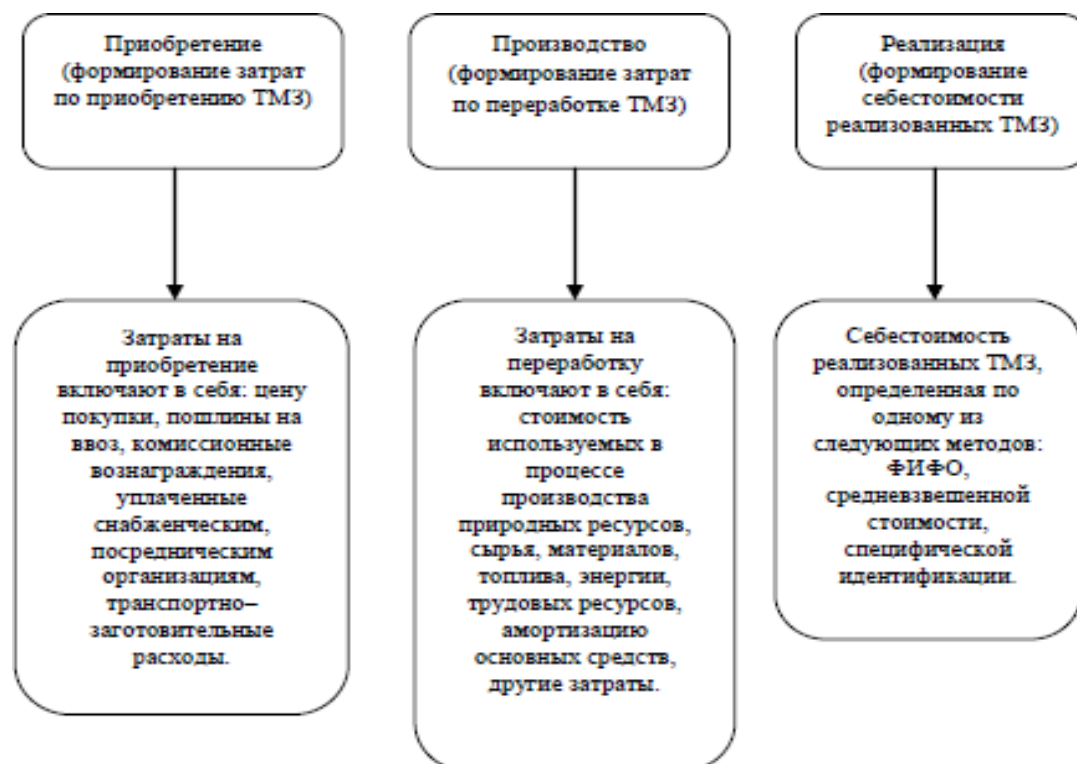 Приобретение
(формирование затрат
по приобретению ТМЗ)
Производство
(формирование затрат
по переработке ТМЗ)
Реализация
(формирование
себестоимости
реализованных ТМЗ)
Затраты на
приобретение
включают в себя: цену
покупки, пошлины на
ввоз, комиссионные
вознаграждения,
уплаченные
снабженческим,
посредническим
организациям,
транспортно–
заготовительные
расходы.
Затраты на
переработку
включают в себя:
стоимость
используемых в
процессе
производства
природных ресурсов,
сырья, материалов,
топлива, энергии,
трудовых ресурсов,
амортизацию
основных средств,
другие затраты.
Себестоимость
реализованных ТМЗ,
определенная по
одному из
следующих методов:
ФИФО,
средневзвешенной
стоимости,
специфической
идентификации.